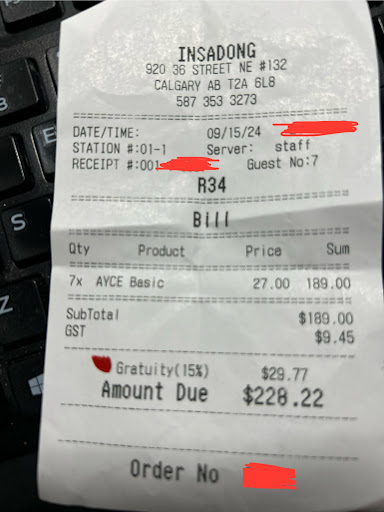 INSADONG
920 36 STREET NE #132
CALGARY AB T2A 6L8
587 353 3273
DATE/TIME: 09/15/24
STATION #:01-1 Server: staff
RECEIPT #:001 Guest No:7
R34
Bill
Qty Product Price Sum
7x AYCE Basic 27.00 189.00
SubTotal $189.00
GST $9.45
Gratuity(15%) $29.77
Amount Due $228.22
Order No
E
S
Z